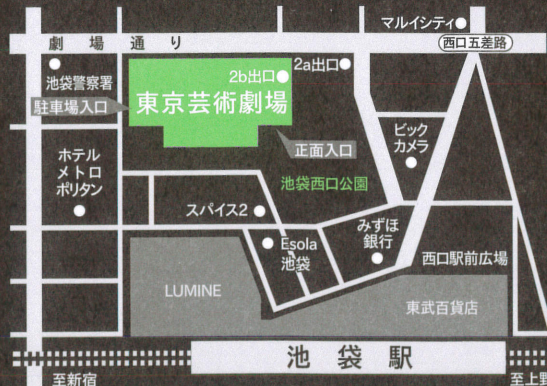 マルイシティ
劇場通り
西口五差路
2a出口
2b出口
池袋警察署
東京芸術劇場
駐車場入口
正面入口
ビック
カメラ
ホテル
メトロ
ポリタン
池袋西口公園
スパイス2
みずほ
銀行
Esola
池袋
西口駅前広場
LUMINE
東武百貨店
池袋駅
至新宿
至上野